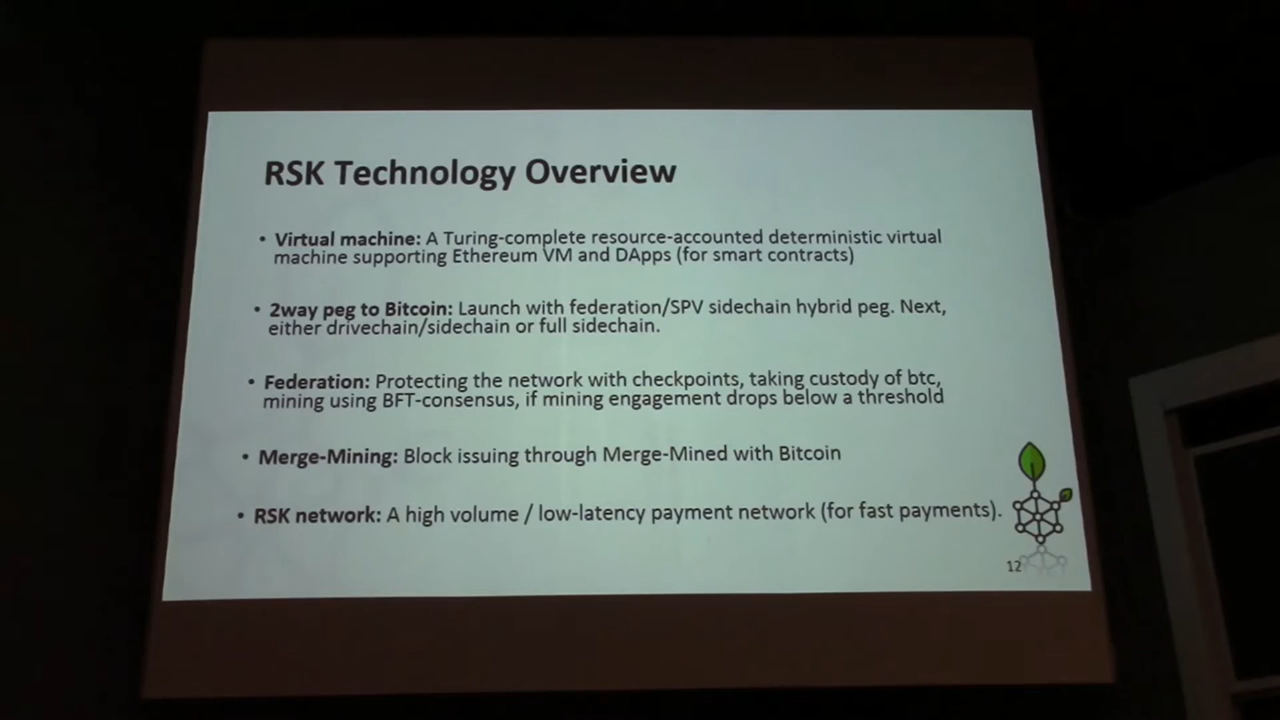 RSK Technology Overview
• Virtual machine: A Turing-complete resource-accounted deterministic virtual
machine supporting Ethereum VM and DApps (for smart contracts)
• 2way peg to Bitcoin: Launch with federation/SPV sidechain hybrid peg. Next,
either drivechain/sidechain or full sidechain.
• Federation: Protecting the network with checkpoints, taking custody of btc,
mining using BFT-consensus, if mining engagement drops below a threshold
• Merge-Mining: Block issuing through Merge-Mined with Bitcoin
• RSK network: A high volume / low-latency payment network (for fast payments).
12